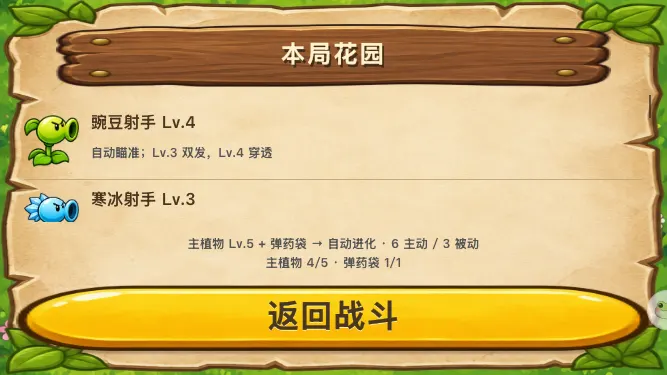 本局花园
豌豆射手 Lv.4
自动瞄准；Lv.3 双发，Lv.4 穿透
寒冰射手 Lv.3
主植物 Lv.5 + 弹药袋 → 自动进化 · 6 主动 / 3 被动
主植物 4/5 · 弹药袋 1/1
返回战斗